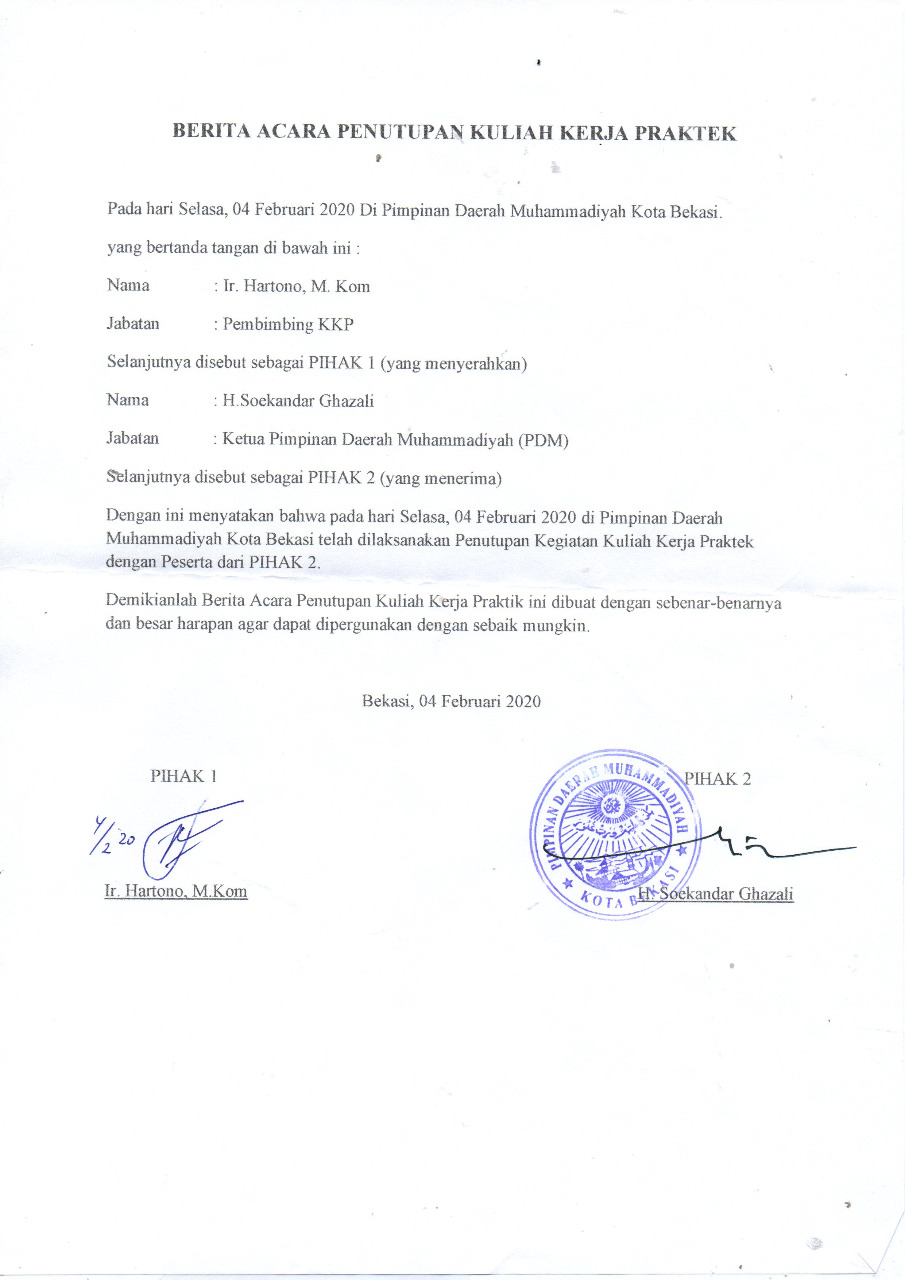 BERITA ACARA PENUTUPAN KULIAH KERJA PRAKTEK
Pada hari Selasa, 04 Februari 2020 Di Pimpinan Daerah Muhammadiyah Kota Bekasi.
yang bertanda tangan di bawah ini :
Nama : Ir. Hartono, M. Kom
Jabatan : Pembimbing KKP
Selanjutnya disebut sebagai PIHAK 1 (yang menyerahkan)
Nama : H.Soekandar Ghazali
Jabatan : Ketua Pimpinan Daerah Muhammadiyah (PDM)
Selanjutnya disebut sebagai PIHAK 2 (yang menerima)
Dengan ini menyatakan bahwa pada hari Selasa, 04 Februari 2020 di Pimpinan Daerah
Muhammadiyah Kota Bekasi telah dilaksanakan Penutupan Kegiatan Kuliah Kerja Praktek
dengan Peserta dari PIHAK 2.
Demikianlah Berita Acara Penutupan Kuliah Kerja Praktik ini dibuat dengan sebenar-benarnya
dan besar harapan agar dapat dipergunakan dengan sebaik mungkin.
Bekasi, 04 Februari 2020
PIHAK 1
PIHAK 2
4/2 20
PIMPINAN DAERAH MUHAMMADIYAH
KOTA BEKASI
Ir. Hartono, M.Kom
H. Soekandar Ghazali